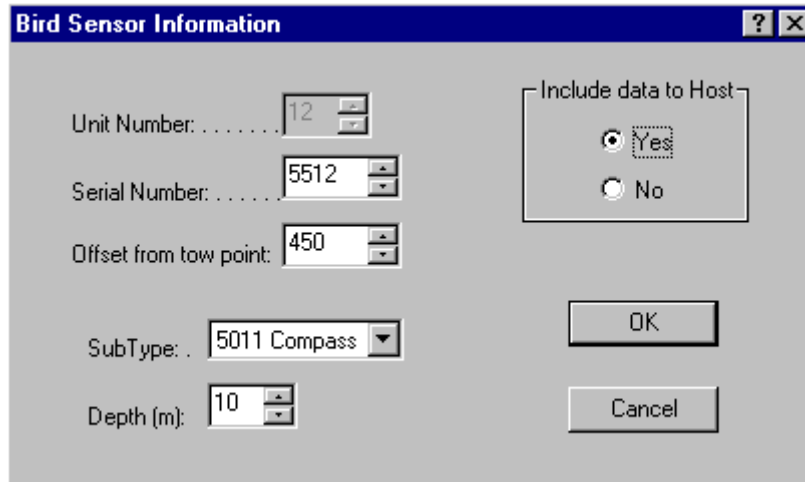 Bird Sensor Information
Unit Number: . . . . . . . 12
Serial Number: . . . . . . 5512
Offset from tow point: 450
SubType: . 5011 Compass
Depth (m): 10
Include data to Host
Yes
No
OK
Cancel